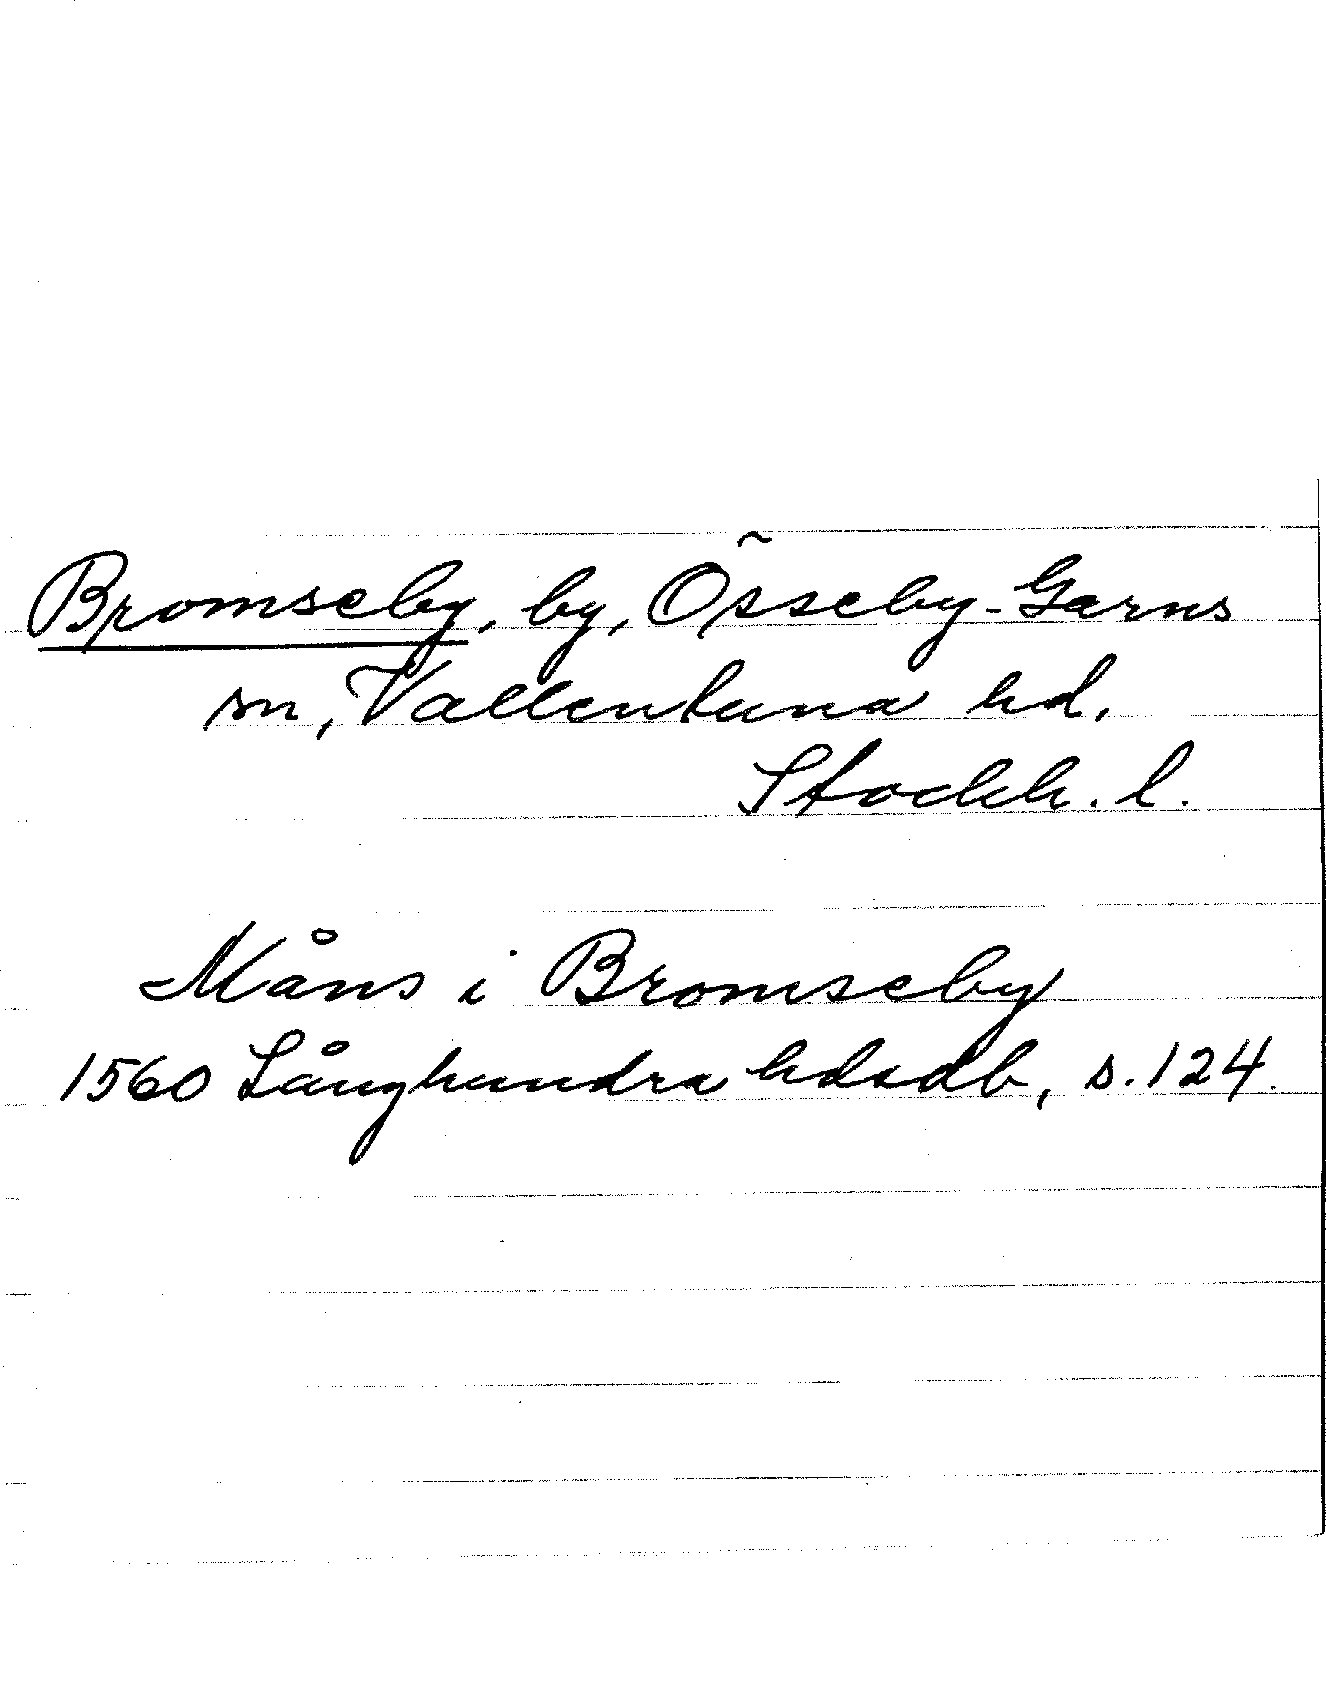 Bromseby, by, Össeby-Garns
sn, Vallentuna hd,
Stockh. l.
Måns i Bromseby
1560 Långhundra hdsdb, s. 124.